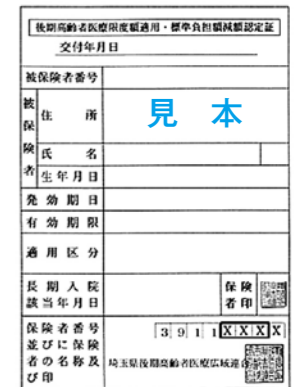 後期高齢者医療限度額適用・標準負担額減額認定証
交付年月日
被保険者番号
被保険者
住所
見本
氏名
生年月日
発効期日
有効期限
適用区分
長期入院
該当年月日
保険
者印
保険者番号
並びに保険
者の名称及
び印
3911XXXX
埼玉県後期高齢者医療広域連合